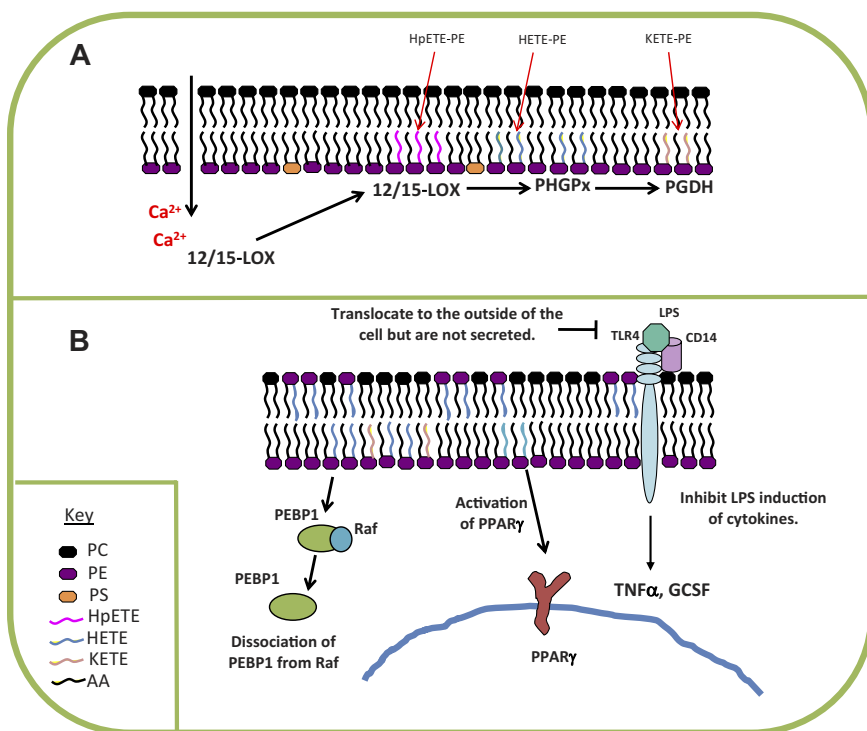 A
HpETE-PE
HETE-PE
KETE-PE
Ca²⁺
Ca²⁺
12/15-LOX
12/15-LOX
PHGPx
PGDH
B
Translocate to the outside of the
cell but are not secreted.
LPS
TLR4
CD14
PEBP1
Raf
PEBP1
Dissociation of
PEBP1 from Raf
Activation
of PPARγ
PPARγ
Inhibit LPS induction
of cytokines.
TNFα, GCSF
Key
PC
PE
PS
HpETE
HETE
KETE
AA